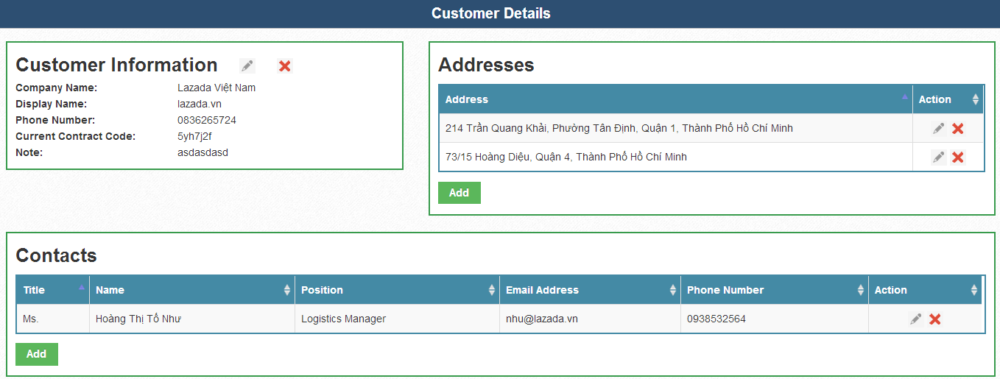 Customer Details
Customer Information
Company Name: Lazada Việt Nam
Display Name: lazada.vn
Phone Number: 0836265724
Current Contract Code: 5yh7j2f
Note: asdasdasd
Addresses
Address Action
214 Trần Quang Khải, Phường Tân Định, Quận 1, Thành Phố Hồ Chí Minh
73/15 Hoàng Diệu, Quận 4, Thành Phố Hồ Chí Minh
Add
Contacts
Title Name Position Email Address Phone Number Action
Ms. Hoàng Thị Tố Như Logistics Manager nhu@lazada.vn 0938532564
Add